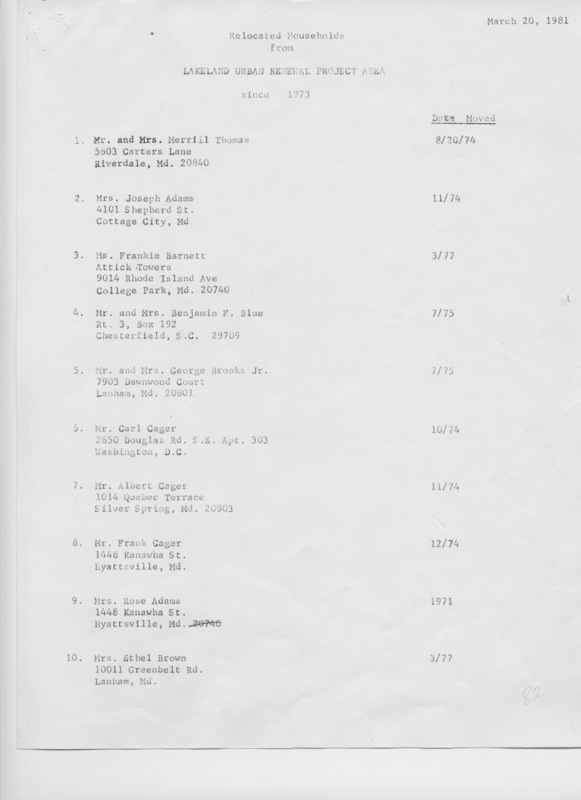 March 20, 1981
Relocated Households
from
LAKELAND URBAN RENEWAL PROJECT AREA
since 1973
Date Moved
1. Mr. and Mrs. Merrill Thomas 8/20/74
5603 Carters Lane
Riverdale, Md. 20840
2. Mrs. Joseph Adams 11/74
4101 Shepherd St.
Cottage City, Md
3. Ms. Frankie Barnett 3/77
Attick Towers
9014 Rhode Island Ave
College Park, Md. 20740
4. Mr. and Mrs. Benjamin F. Blue 7/75
Rt. 3, Box 192
Chesterfield, S.C. 29709
5. Mr. and Mrs. George Brooks Jr. 7/75
7903 Dawnwood Court
Lanham, Md. 20801
6. Mr. Carl Cager 10/74
2650 Douglas Rd. S.E. Apt. 303
Washington, D.C.
7. Mr. Albert Cager 11/74
1014 Quebec Terrace
Silver Spring, Md. 20903
8. Mr. Frank Cager 12/74
1448 Kanawha St.
Hyattsville, Md.
9. Mrs. Rose Adams 1971
1448 Kanawha St.
Hyattsville, Md. 20740
10. Mrs. Ethel Brown 3/77
10011 Greenbelt Rd.
Lanham, Md.
82